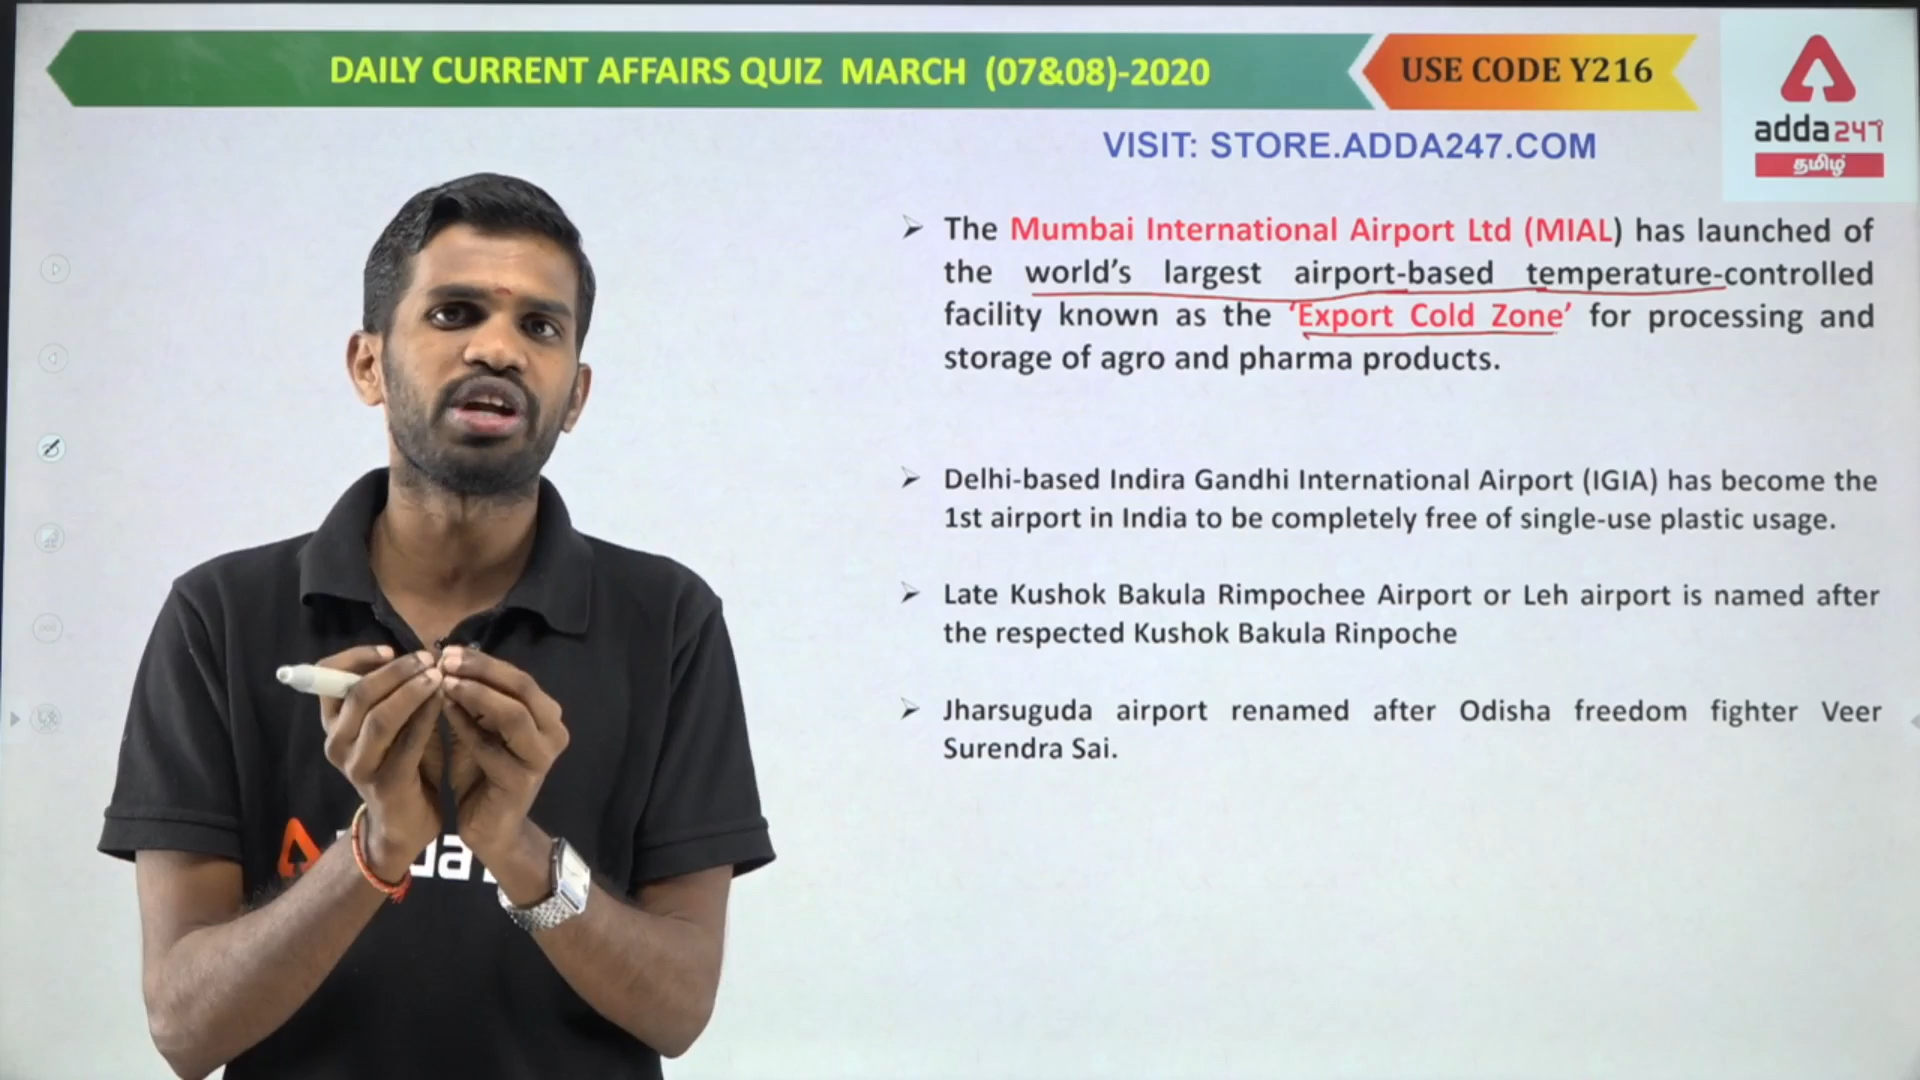 DAILY CURRENT AFFAIRS QUIZ MARCH (07&08)-2020
USE CODE Y216
adda247
தமிழ்
VISIT: STORE.ADDA247.COM
The Mumbai International Airport Ltd (MIAL) has launched of
the world's largest airport-based temperature-controlled
facility known as the 'Export Cold Zone' for processing and
storage of agro and pharma products.
Delhi-based Indira Gandhi International Airport (IGIA) has become the
1st airport in India to be completely free of single-use plastic usage.
Late Kushok Bakula Rimpochee Airport or Leh airport is named after
the respected Kushok Bakula Rinpoche
Jharsuguda airport renamed after Odisha freedom fighter Veer
Surendra Sai.